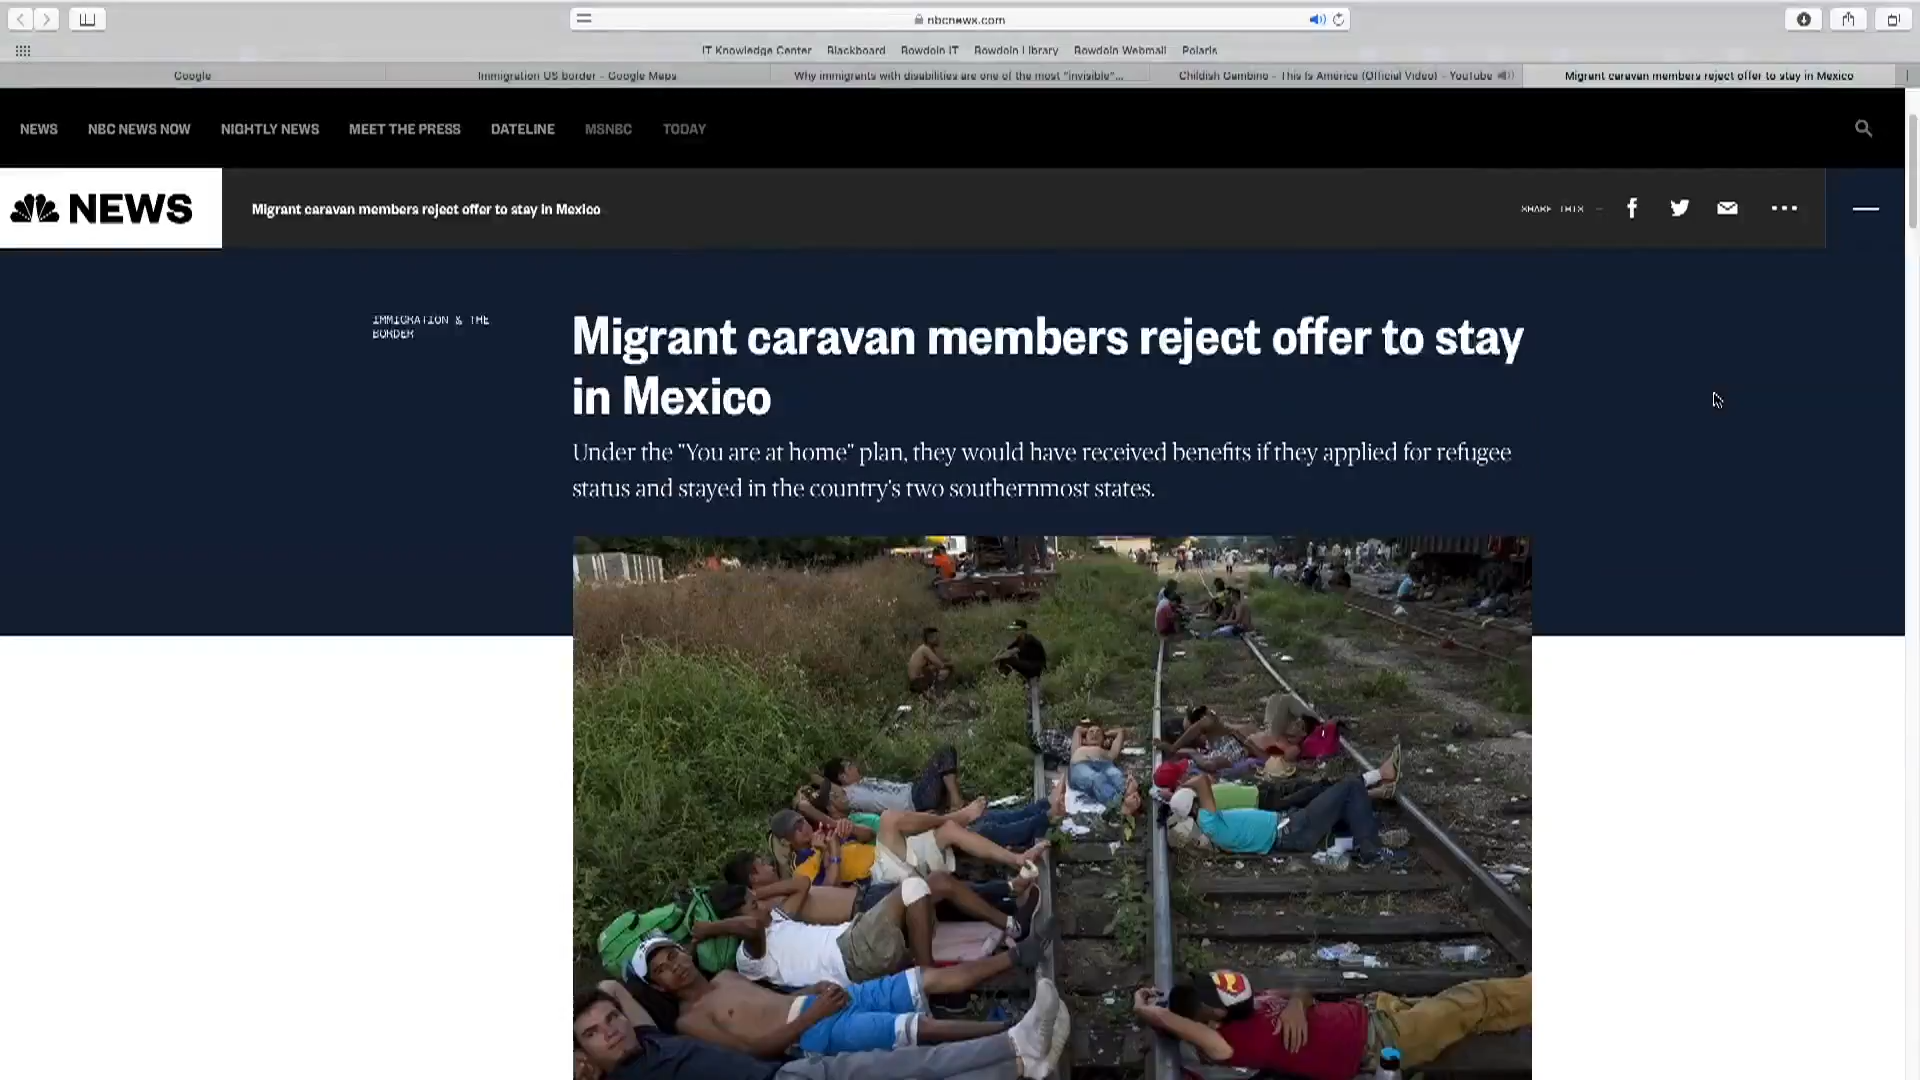 nbcnews.com
IT Knowledge Center Blackboard Bowdoin IT Bowdoin Library Bowdoin Webmail Polaris
Google Immigration US border - Google Maps Why immigrants with disabilities are one of the most "invisible"... Childish Gambino - This Is America (Official Video) - YouTube Migrant caravan members reject offer to stay in Mexico
NEWS NBC NEWS NOW NIGHTLY NEWS MEET THE PRESS DATELINE MSNBC TODAY
NEWS Migrant caravan members reject offer to stay in Mexico SHARE THIS —
IMMIGRATION & THE
BORDER
Migrant caravan members reject offer to stay
in Mexico
Under the "You are at home" plan, they would have received benefits if they applied for refugee
status and stayed in the country's two southernmost states.